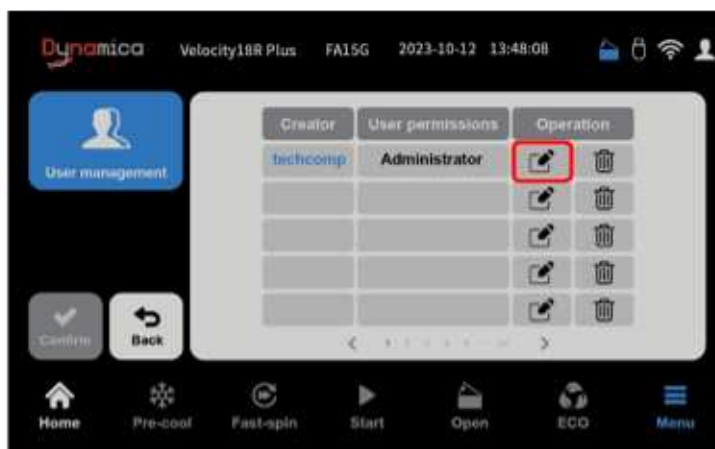 Dynamica Velocity18R Plus FA15G 2023-10-12 13:48:08
Creator User permissions Operation
techcomp Administrator
User management
Confirm Back
Home Pre-cool Fast-spin Start Open ECO Menu